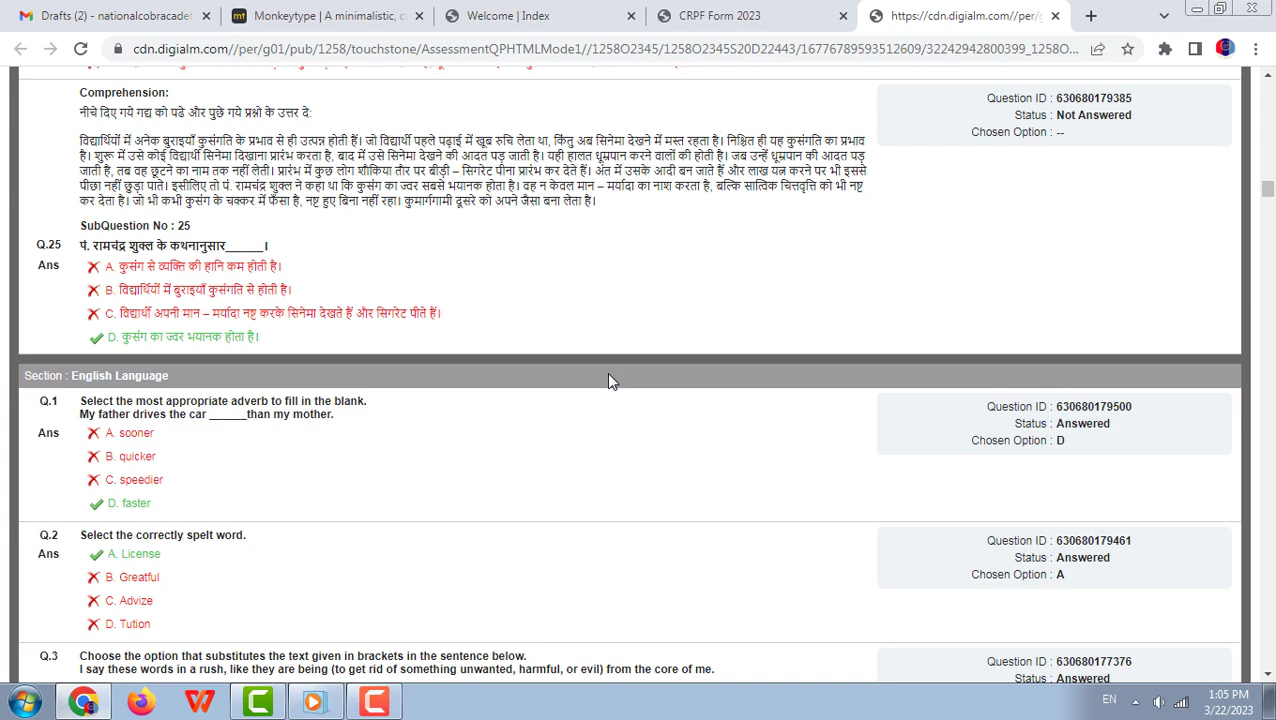 Drafts (2) - nationalcobracadet
Monkeytype | A minimalistic, c
Welcome | Index
CRPF Form 2023
https://cdn.digialm.com//per/g
cdn.digialm.com//per/g01/pub/1258/touchstone/AssessmentQPHTMLMode1//1258O2345/1258O2345S20D22443/16776789593512609/32242942800399_1258O...
Comprehension:
नीचे दिए गये गद्य को पढे और पुछे गये प्रश्नो के उत्तर दे:
विद्यार्थियों में अनेक बुराइयाँ कुसंगति के प्रभाव से ही उत्पन्न होती हैं। जो विद्यार्थी पहले पढ़ाई में खूब रुचि लेता था, किंतु अब सिनेमा देखने में मस्त रहता है। निश्चित ही यह कुसंगति का प्रभाव
है। शुरू में उसे कोई विद्यार्थी सिनेमा दिखाना प्रारंभ करता है, बाद में उसे सिनेमा देखने की आदत पड़ जाती है। यही हालत धूम्रपान करने वालों की होती है। जब उन्हें धूम्रपान की आदत पड़
जाती है, तब वह छूटने का नाम तक नहीं लेती। प्रारंभ में कुछ लोग शौकिया तौर पर बीड़ी – सिगरेट पीना प्रारंभ कर देते हैं। अंत में उसके आदी बन जाते हैं और लाख यत्न करने पर भी इससे
पीछा नहीं छुड़ा पाते। इसीलिए तो पं. रामचंद्र शुक्ल ने कहा था कि कुसंग का ज्वर सबसे भयानक होता है। वह न केवल मान – मर्यादा का नाश करता है, बल्कि सात्विक चित्तवृत्ति को भी नष्ट
कर देता है। जो भी कभी कुसंग के चक्कर में फँसा है, नष्ट हुए बिना नहीं रहा। कुमार्गगामी दूसरे को अपने जैसा बना लेता है।
Question ID : 630680179385
Status : Not Answered
Chosen Option : --
SubQuestion No : 25
Q.25 पं. रामचंद्र शुक्ल के कथनानुसार______।
Ans A. कुसंग से व्यक्ति की हानि कम होती है।
B. विद्यार्थियों में बुराइयाँ कुसंगति से होती है।
C. विद्यार्थी अपनी मान – मर्यादा नष्ट करके सिनेमा देखते हैं और सिगरेट पीते हैं।
D. कुसंग का ज्वर भयानक होता है।
Section : English Language
Q.1 Select the most appropriate adverb to fill in the blank.
My father drives the car ______than my mother.
Ans A. sooner
B. quicker
C. speedier
D. faster
Question ID : 630680179500
Status : Answered
Chosen Option : D
Q.2 Select the correctly spelt word.
Ans A. License
B. Greatful
C. Advize
D. Tution
Question ID : 630680179461
Status : Answered
Chosen Option : A
Q.3 Choose the option that substitutes the text given in brackets in the sentence below.
I say these words in a rush, like they are being (to get rid of something unwanted, harmful, or evil) from the core of me.
Question ID : 630680177376
Status : Answered
EN
1:05 PM
3/22/2023